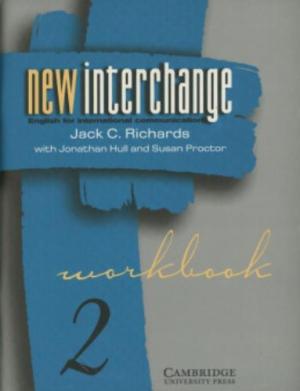 new interchange
English for international communication
Jack C. Richards
with Jonathan Hull and Susan Proctor
workbook
2
CAMBRIDGE
UNIVERSITY PRESS